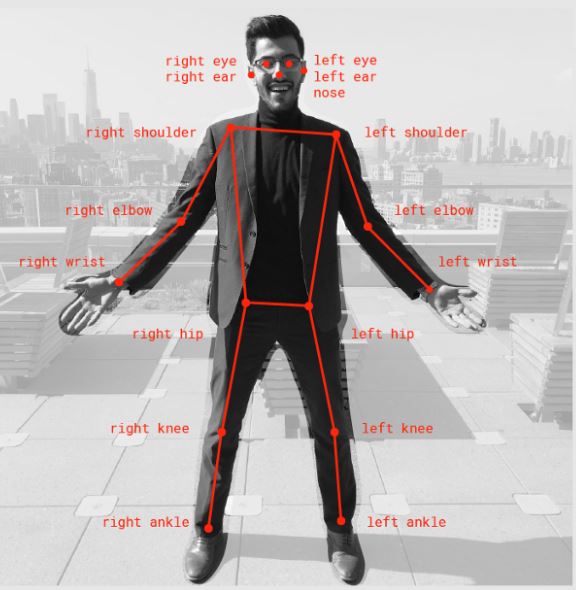 right eye
left eye
right ear
left ear
nose
right shoulder
left shoulder
right elbow
left elbow
right wrist
left wrist
right hip
left hip
right knee
left knee
right ankle
left ankle